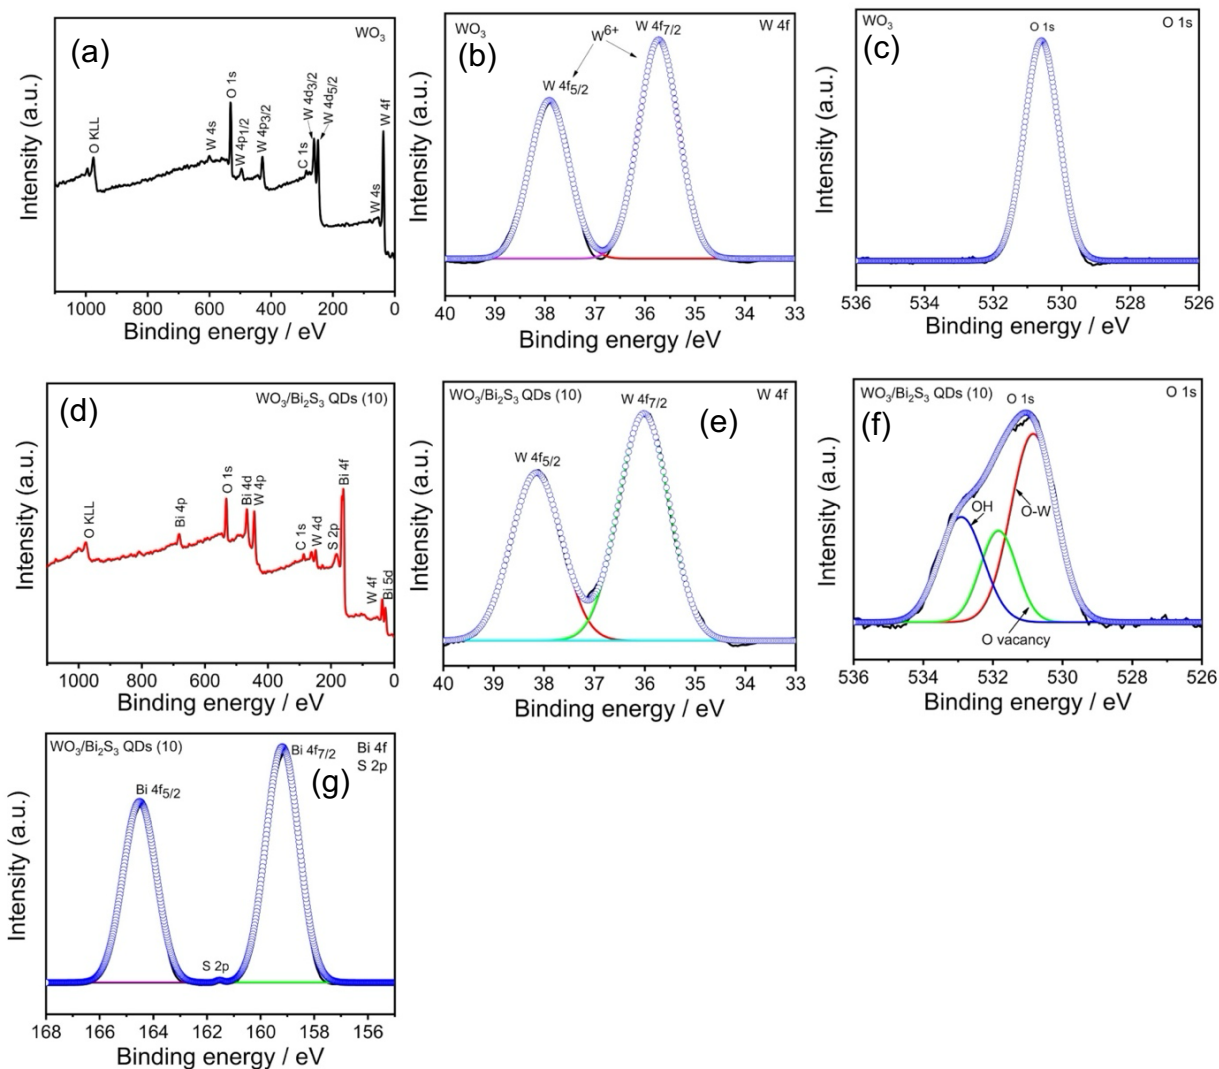 (a)
WO3
O KLL
W 4s
O 1s
W 4p1/2
W 4p3/2
C 1s
W 4d3/2
W 4d5/2
W 4s
W 4f
Intensity (a.u.)
1000 800 600 400 200 0
Binding energy / eV
WO3
(b)
W6+
W 4f7/2
W 4f
W 4f5/2
Intensity (a.u.)
40 39 38 37 36 35 34 33
Binding energy /eV
WO3
(c)
O 1s
O 1s
Intensity (a.u.)
536 534 532 530 528 526
Binding energy / eV
(d)
WO3/Bi2S3 QDs (10)
O KLL
Bi 4p
O 1s
Bi 4d
W 4p
C 1s
W 4d
S 2p
Bi 4f
W 4f
Bi 5d
Intensity (a.u.)
1000 800 600 400 200 0
Binding energy / eV
WO3/Bi2S3 QDs (10)
W 4f7/2
W 4f
(e)
W 4f5/2
Intensity (a.u.)
40 39 38 37 36 35 34 33
Binding energy / eV
WO3/Bi2S3 QDs (10)
O 1s
O 1s
(f)
OH
O-W
O vacancy
Intensity (a.u.)
536 534 532 530 528 526
Binding energy / eV
WO3/Bi2S3 QDs (10)
Bi 4f7/2
Bi 4f
S 2p
(g)
Bi 4f5/2
S 2p
Intensity (a.u.)
168 166 164 162 160 158 156
Binding energy / eV